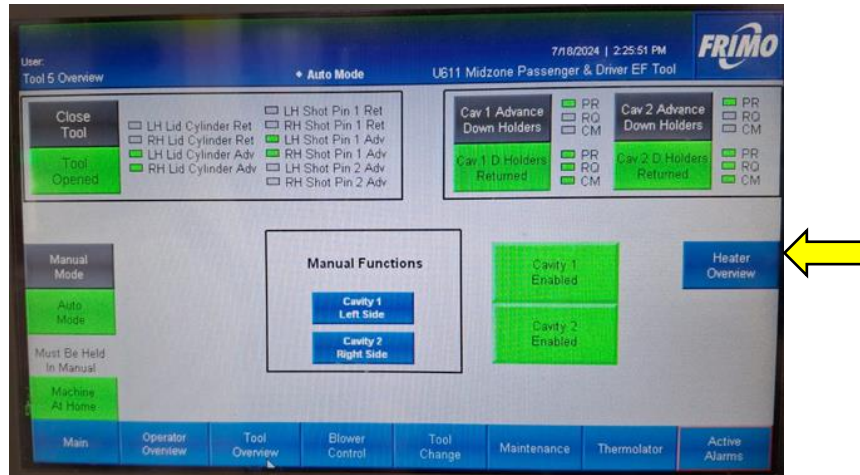 7/18/2024 | 2:25:51 PM
FRIMO
User:
Tool 5 Overview
Auto Mode
U611 Midzone Passenger & Driver EF Tool
Close
Tool
Tool
Opened
LH Lid Cylinder Ret
RH Lid Cylinder Ret
LH Lid Cylinder Adv
RH Lid Cylinder Adv
LH Shot Pin 1 Ret
RH Shot Pin 1 Ret
LH Shot Pin 1 Adv
RH Shot Pin 1 Adv
LH Shot Pin 2 Adv
RH Shot Pin 2 Adv
Cav 1 Advance
Down Holders
PR
RQ
CM
Cav 1 D.Holders
Returned
PR
RQ
CM
Cav 2 Advance
Down Holders
PR
RQ
CM
Cav 2 D.Holders
Returned
PR
RQ
CM
Manual
Mode
Auto
Mode
Must Be Held
In Manual
Machine
At Home
Manual Functions
Cavity 1
Left Side
Cavity 2
Right Side
Cavity 1
Enabled
Cavity 2
Enabled
Heater
Overview
Main
Operator
Overview
Tool
Overview
Blower
Control
Tool
Change
Maintenance
Thermolator
Active
Alarms